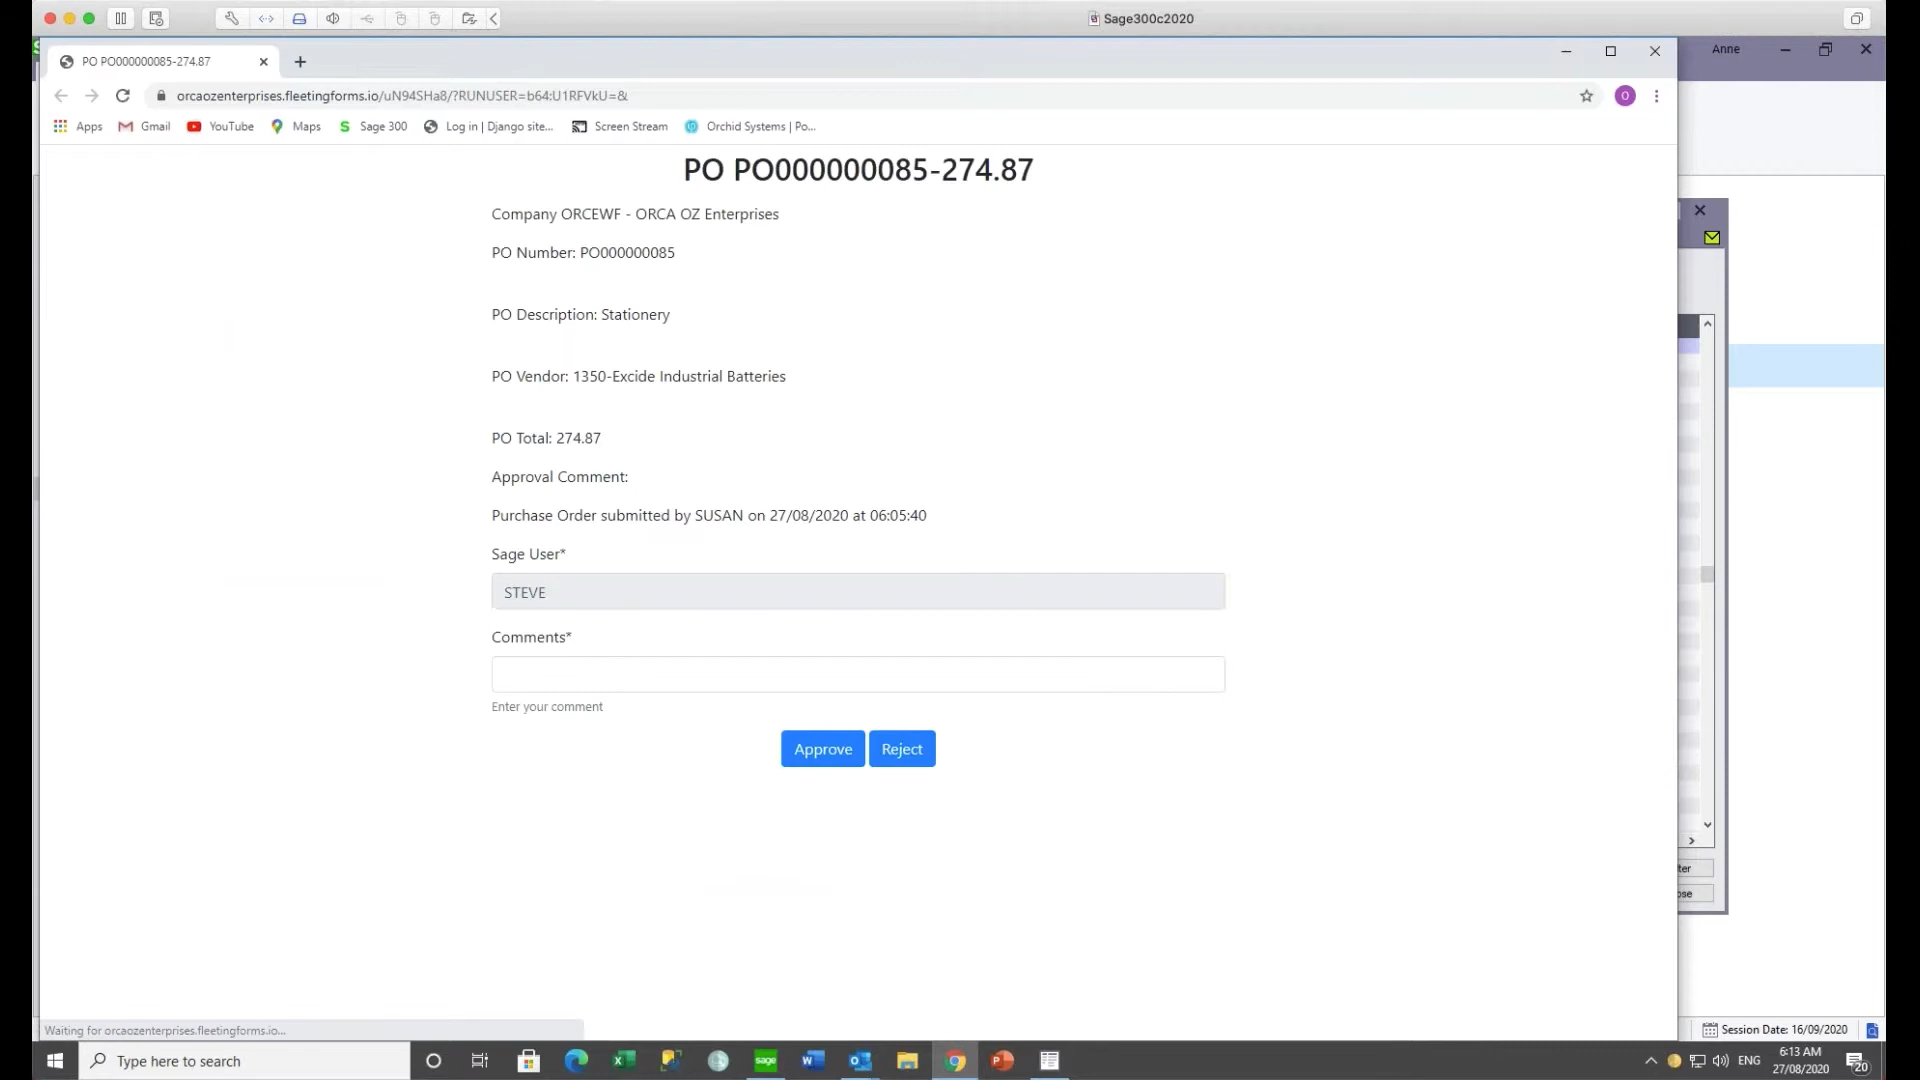 Sage300c2020
PO PO000000085-274.87
Anne
orcaozenterprises.fleetingforms.io/uN94SHa8/?RUNUSER=b64:U1RFVkU=&
Apps Gmail YouTube Maps Sage 300 Log in | Django site... Screen Stream Orchid Systems | Po...
PO PO000000085-274.87
Company ORCEWF - ORCA OZ Enterprises
PO Number: PO000000085
PO Description: Stationery
PO Vendor: 1350-Excide Industrial Batteries
PO Total: 274.87
Approval Comment:
Purchase Order submitted by SUSAN on 27/08/2020 at 06:05:40
Sage User*
STEVE
Comments*
Enter your comment
Approve Reject
ter
ose
Waiting for orcaozenterprises.fleetingforms.io...
Session Date: 16/09/2020
Type here to search
sage
ENG
6:13 AM
27/08/2020
20